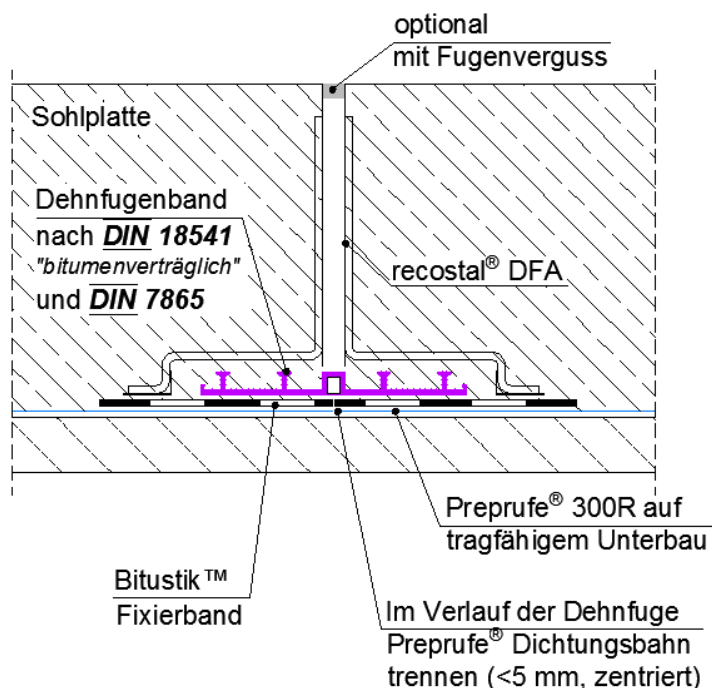 optional
mit Fugenverguss
Sohlplatte
Dehnfugenband
nach DIN 18541
"bitumenverträglich"
und DIN 7865
recostal® DFA
Preprufe® 300R auf
tragfähigem Unterbau
Bitustik™
Fixierband
Im Verlauf der Dehnfuge
Preprufe® Dichtungsbahn
trennen (<5 mm, zentriert)